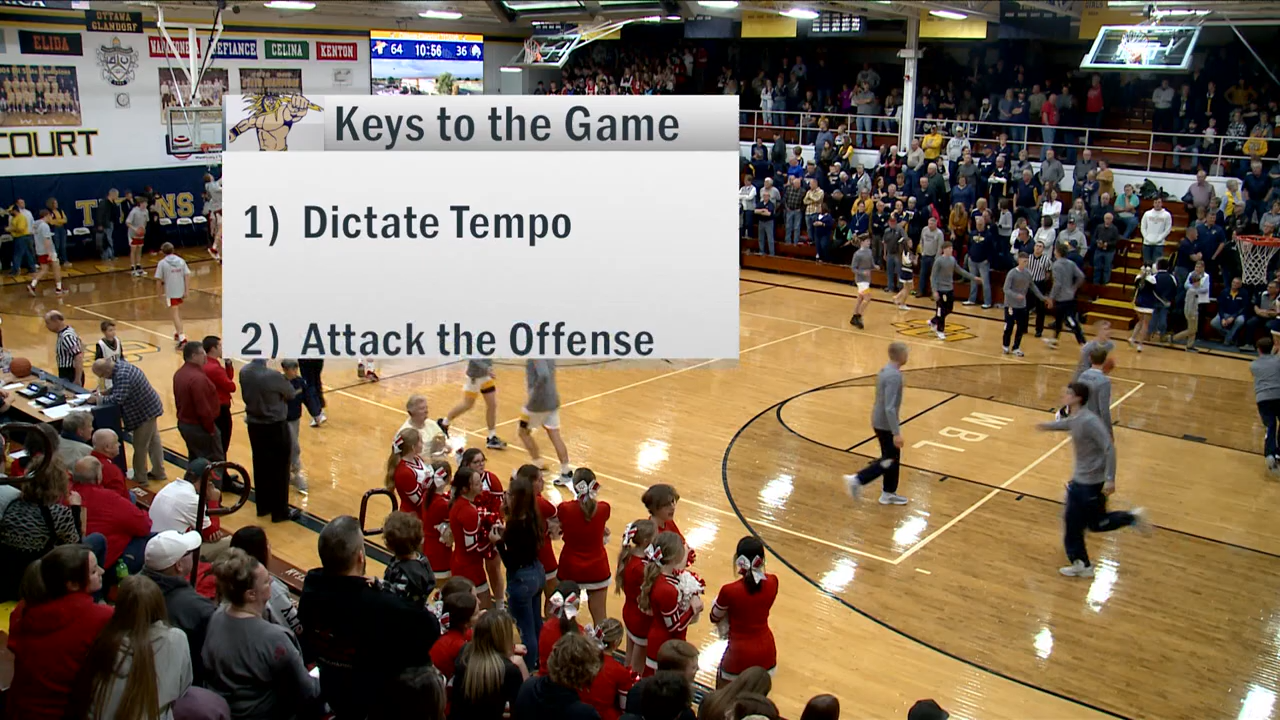 OTTAWA
GLANDORF
ELIDA
DEFIANCE
CELINA
KENTON
64 10:56 36
COURT
Keys to the Game
1) Dictate Tempo
2) Attack the Offense
WBL